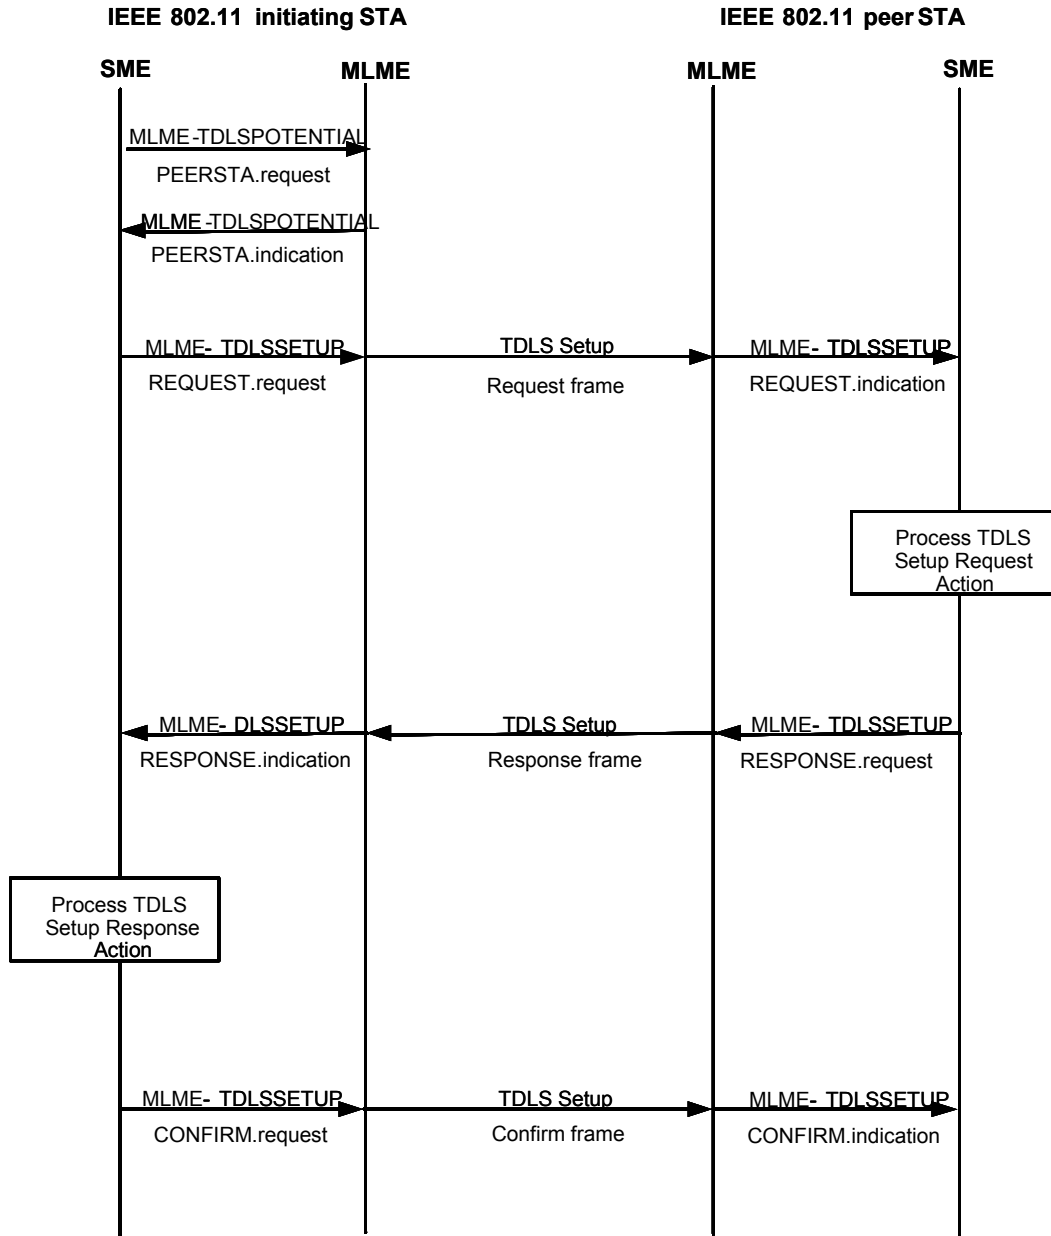 IEEE 802.11 initiating STA
IEEE 802.11 peer STA
SME
MLME
MLME
SME
MLME-TDLSPOTENTIAL
PEERSTA.request
MLME-TDLSPOTENTIAL
PEERSTA.indication
MLME- TDLSSETUP
TDLS Setup
MLME- TDLSSETUP
REQUEST.request
Request frame
REQUEST.indication
Process TDLS
Setup Request
Action
MLME- DLSSETUP
TDLS Setup
MLME- TDLSSETUP
RESPONSE.indication
Response frame
RESPONSE.request
Process TDLS
Setup Response
Action
MLME- TDLSSETUP
TDLS Setup
MLME- TDLSSETUP
CONFIRM.request
Confirm frame
CONFIRM.indication